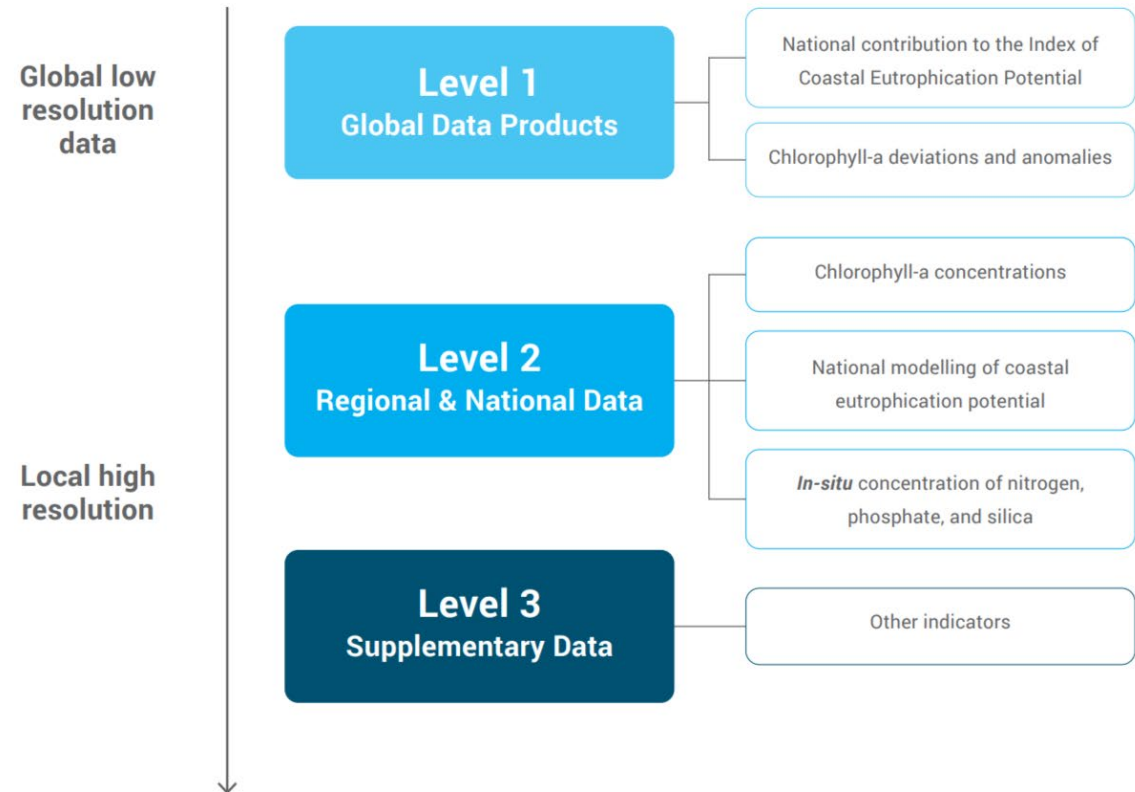 Global low
resolution
data
Level 1
Global Data Products
National contribution to the Index of
Coastal Eutrophication Potential
Chlorophyll-a deviations and anomalies
Level 2
Regional & National Data
Chlorophyll-a concentrations
National modelling of coastal
eutrophication potential
In-situ concentration of nitrogen,
phosphate, and silica
Local high
resolution
Level 3
Supplementary Data
Other indicators